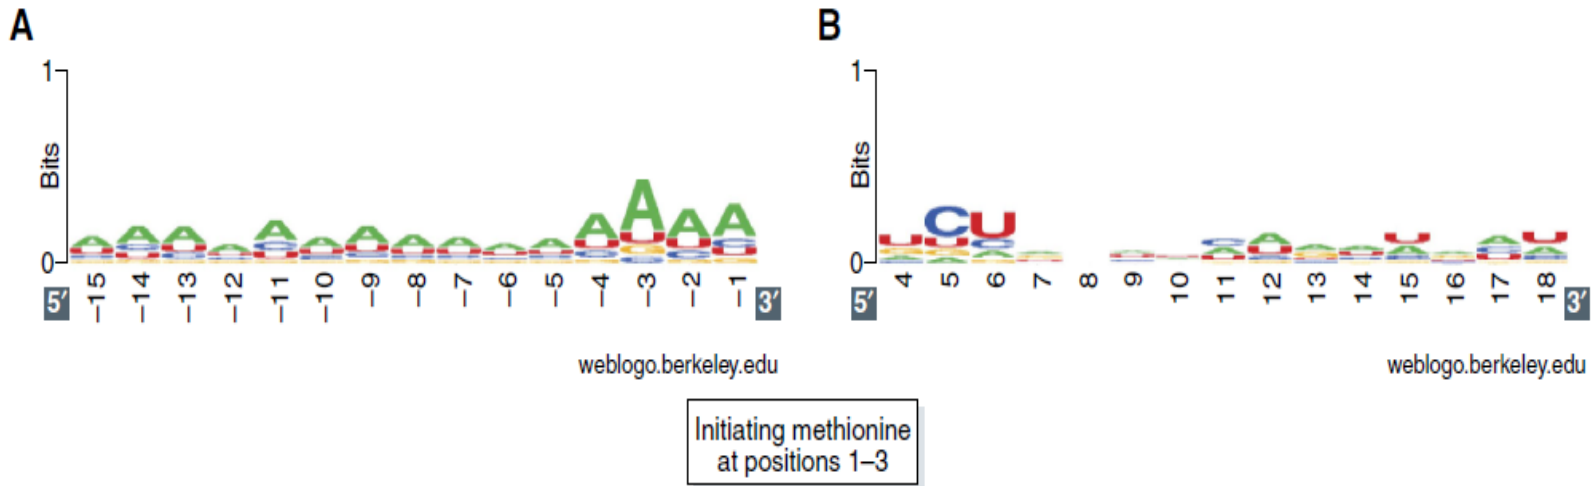 A
B
1
Bits
0
5′ –15 –14 –13 –12 –11 –10 –9 –8 –7 –6 –5 –4 –3 –2 –1 3′
weblogo.berkeley.edu
1
Bits
0
5′ 4 5 6 7 8 9 10 11 12 13 14 15 16 17 18 3′
weblogo.berkeley.edu
Initiating methionine
at positions 1–3